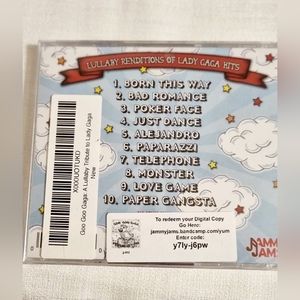 LULLABY RENDITIONS OF LADY GAGA HITS
1. BORN THIS WAY
2. BAD ROMANCE
3. POKER FACE
4. JUST DANCE
5. ALEJANDRO
6. PAPARAZZI
7. TELEPHONE
8. MONSTER
9. LOVE GAME
10. PAPER GANGSTA
X000UOTUKD
Goo Goo Gaga: A Lullaby Tribute to Lady Gaga
New
To redeem your Digital Copy
Go Here:
jammyjams.bandcamp.com/yum
Enter code:
y7ly-j6pw
JAMMY
JAMS